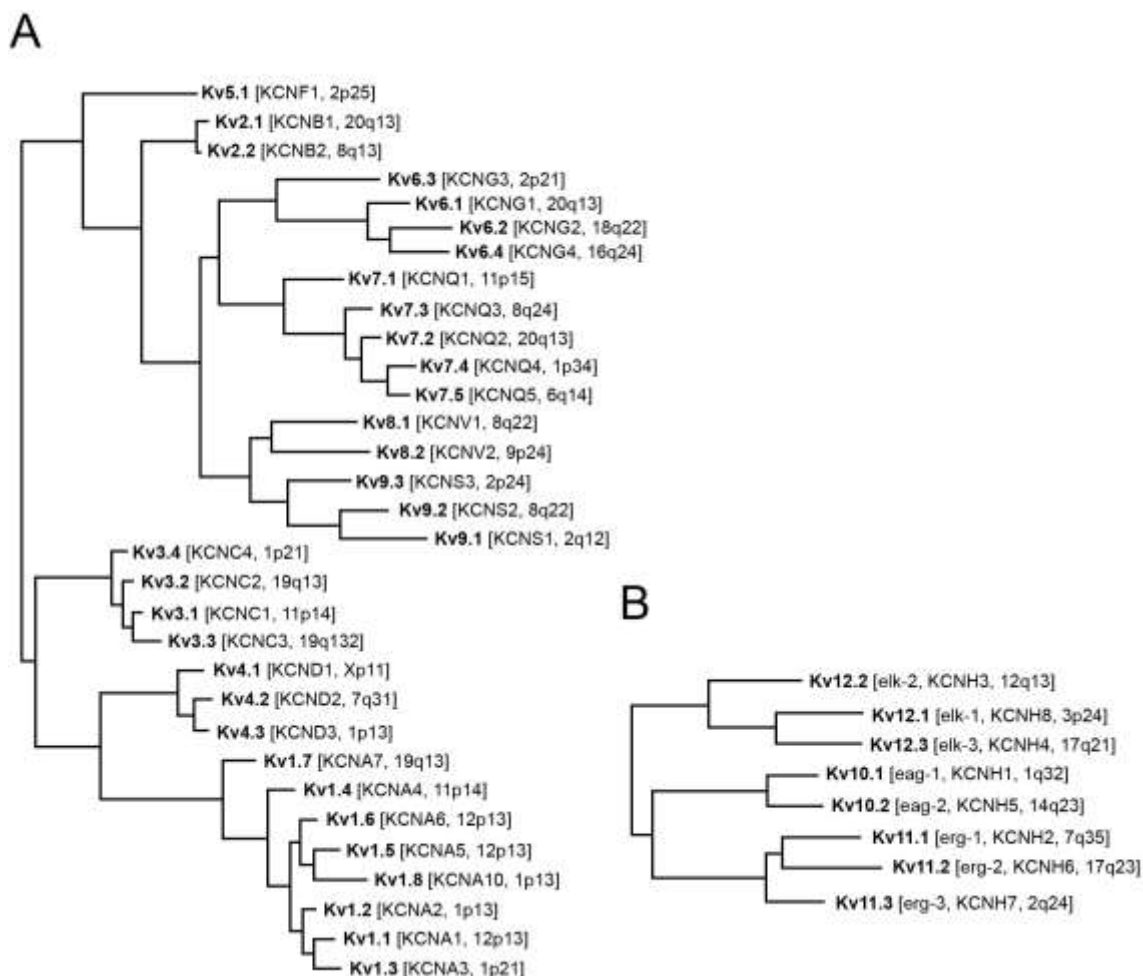 A
Kv5.1 [KCNF1, 2p25]
Kv2.1 [KCNB1, 20q13]
Kv2.2 [KCNB2, 8q13]
Kv6.3 [KCNG3, 2p21]
Kv6.1 [KCNG1, 20q13]
Kv6.2 [KCNG2, 18q22]
Kv6.4 [KCNG4, 16q24]
Kv7.1 [KCNQ1, 11p15]
Kv7.3 [KCNQ3, 8q24]
Kv7.2 [KCNQ2, 20q13]
Kv7.4 [KCNQ4, 1p34]
Kv7.5 [KCNQ5, 6q14]
Kv8.1 [KCNV1, 8q22]
Kv8.2 [KCNV2, 9p24]
Kv9.3 [KCNS3, 2p24]
Kv9.2 [KCNS2, 8q22]
Kv9.1 [KCNS1, 2q12]
Kv3.4 [KCNC4, 1p21]
Kv3.2 [KCNC2, 19q13]
Kv3.1 [KCNC1, 11p14]
Kv3.3 [KCNC3, 19q132]
Kv4.1 [KCND1, Xp11]
Kv4.2 [KCND2, 7q31]
Kv4.3 [KCND3, 1p13]
Kv1.7 [KCNA7, 19q13]
Kv1.4 [KCNA4, 11p14]
Kv1.6 [KCNA6, 12p13]
Kv1.5 [KCNA5, 12p13]
Kv1.8 [KCNA10, 1p13]
Kv1.2 [KCNA2, 1p13]
Kv1.1 [KCNA1, 12p13]
Kv1.3 [KCNA3, 1p21]
B
Kv12.2 [elk-2, KCNH3, 12q13]
Kv12.1 [elk-1, KCNH8, 3p24]
Kv12.3 [elk-3, KCNH4, 17q21]
Kv10.1 [eag-1, KCNH1, 1q32]
Kv10.2 [eag-2, KCNH5, 14q23]
Kv11.1 [erg-1, KCNH2, 7q35]
Kv11.2 [erg-2, KCNH6, 17q23]
Kv11.3 [erg-3, KCNH7, 2q24]